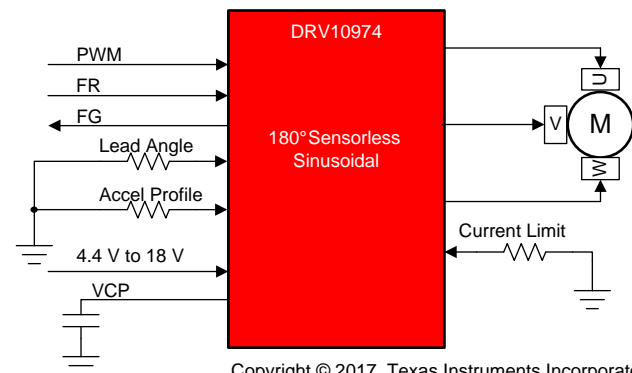 DRV10974
PWM
FR
FG
Lead Angle
Accel Profile
4.4 V to 18 V
VCP
180° Sensorless
Sinusoidal
U
V
M
W
Current Limit
Copyright © 2017, Texas Instruments